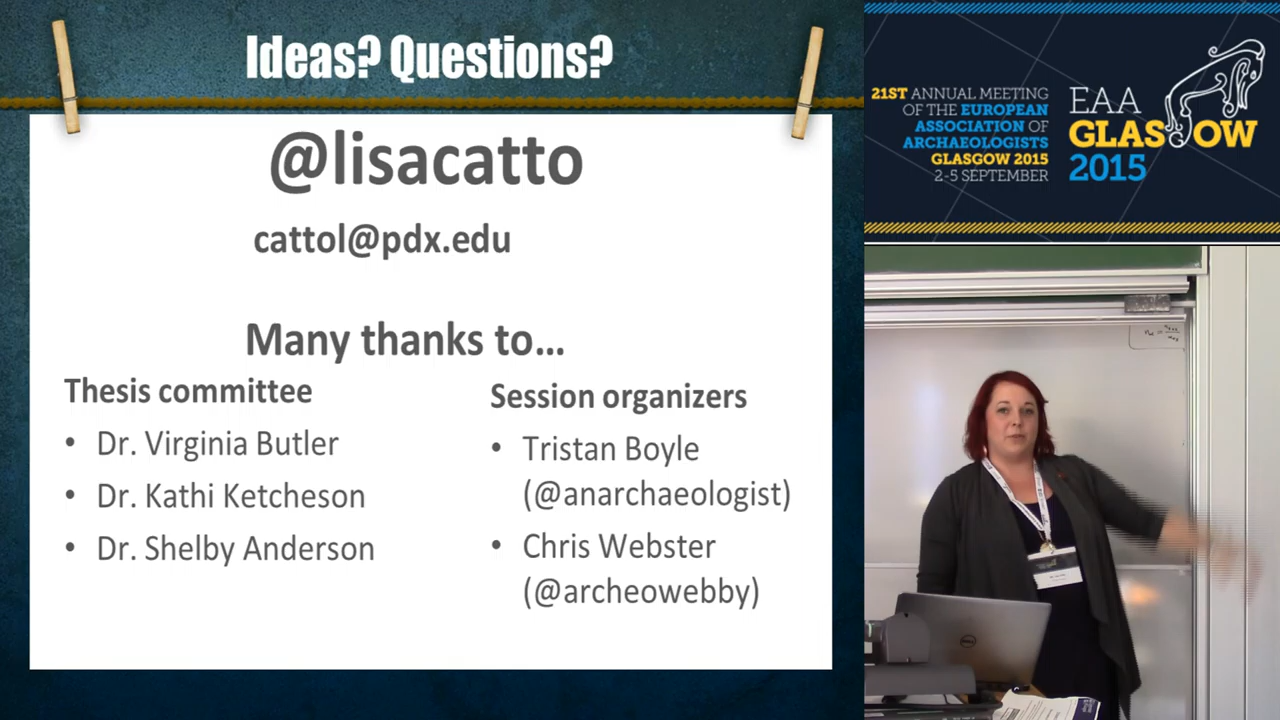 Ideas? Questions?
@lisacatto
cattol@pdx.edu
Many thanks to...
Thesis committee
• Dr. Virginia Butler
• Dr. Kathi Ketcheson
• Dr. Shelby Anderson
Session organizers
• Tristan Boyle
(@anarchaeologist)
• Chris Webster
(@archeowebby)
21ST ANNUAL MEETING
OF THE EUROPEAN
ASSOCIATION OF
ARCHAEOLOGISTS
GLASGOW 2015
2-5 SEPTEMBER
EAA
GLASGOW
2015
DELL